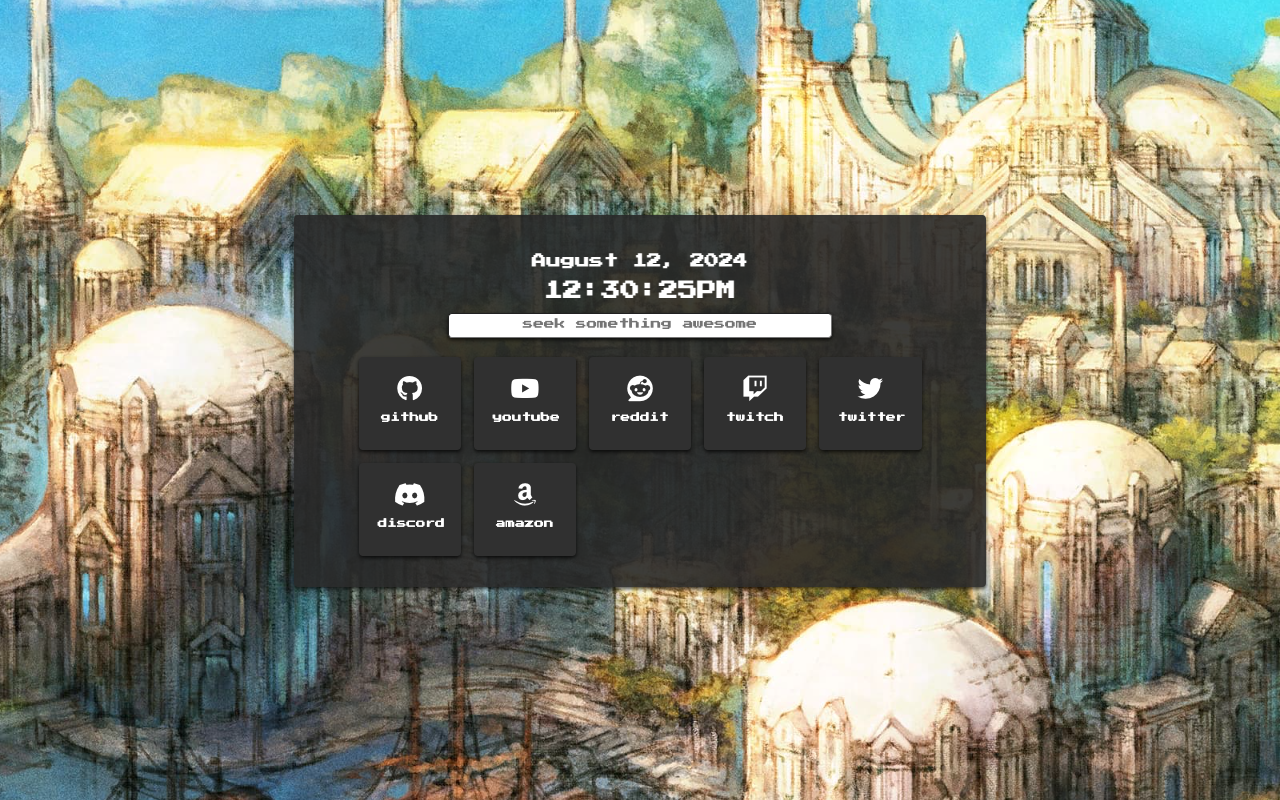 August 12, 2024
12:30:25PM
seek something awesome
github
youtube
reddit
twitch
twitter
discord
amazon